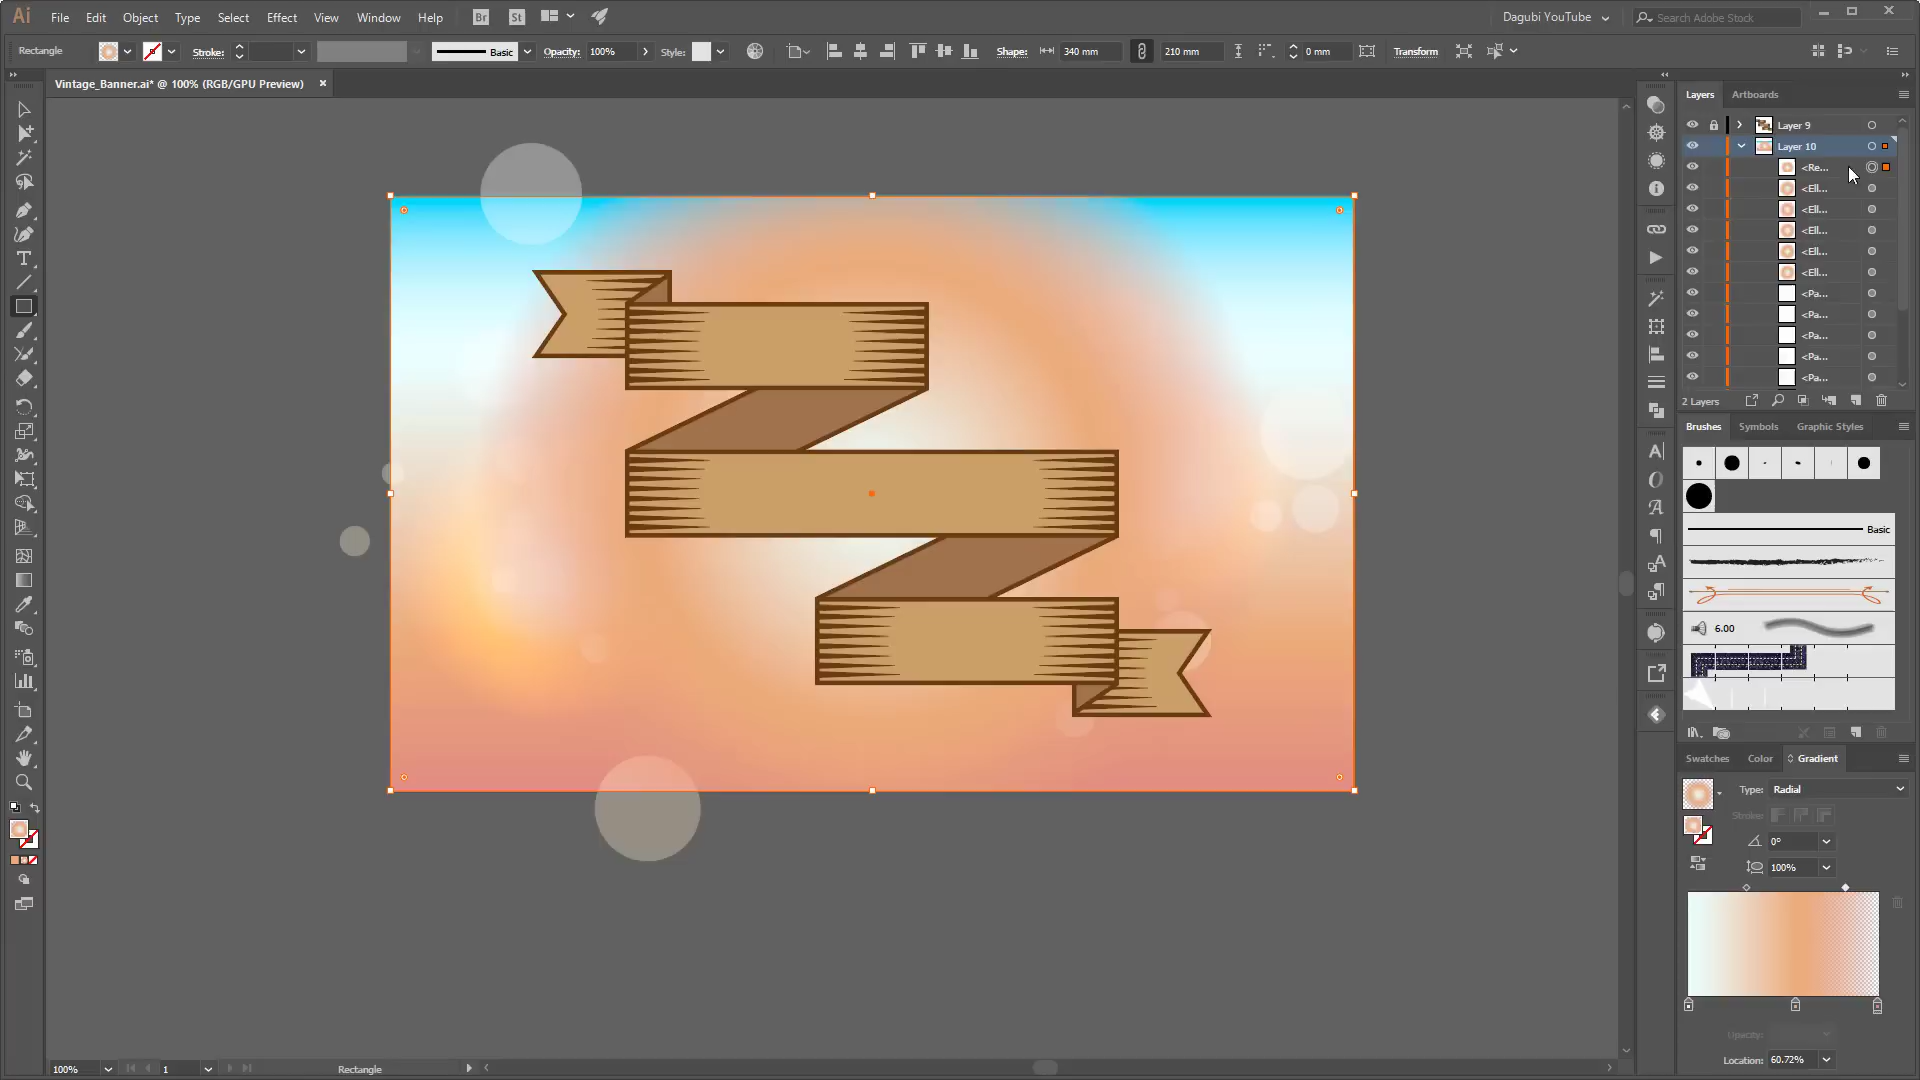 Ai File Edit Object Type Select Effect View Window Help Br St Dagubi YouTube Search Adobe Stock
Rectangle Stroke: Basic Opacity: 100% Style: Shape: 340 mm 210 mm 0 mm Transform
Vintage_Banner.ai* @ 100% (RGB/GPU Preview)
Layers Artboards
Layer 9
Layer 10
<Re...
<Ell...
<Ell...
<Ell...
<Ell...
<Ell...
<Pa...
<Pa...
<Pa...
<Pa...
<Pa...
2 Layers
Brushes Symbols Graphic Styles
Basic
6.00
Swatches Color Gradient
Type: Radial
Stroke:
0°
100%
Opacity:
Location: 60.72%
100% 1 Rectangle